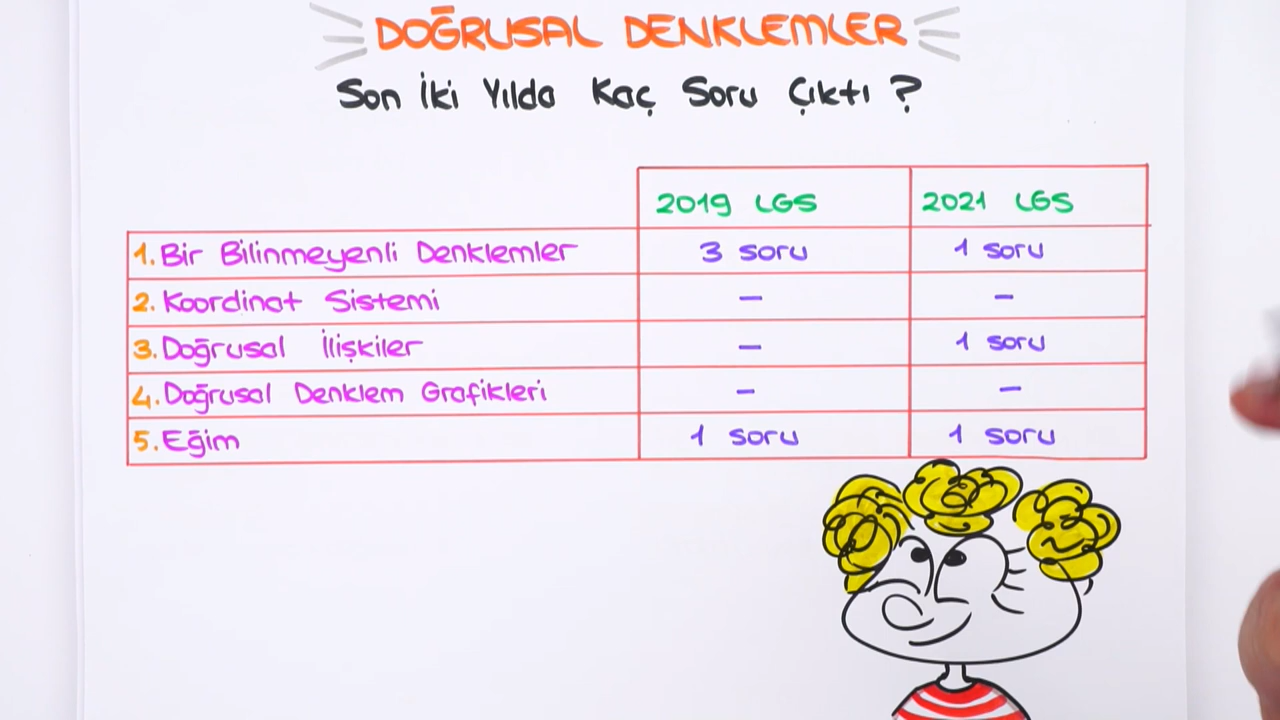 DOĞRUSAL DENKLEMLER
Son İki Yılda Kaç Soru Çıktı ?
2019 LGS 2021 LGS
1. Bir Bilinmeyenli Denklemler 3 soru 1 soru
2. Koordinat Sistemi - -
3. Doğrusal İlişkiler - 1 soru
4. Doğrusal Denklem Grafikleri - -
5. Eğim 1 soru 1 soru